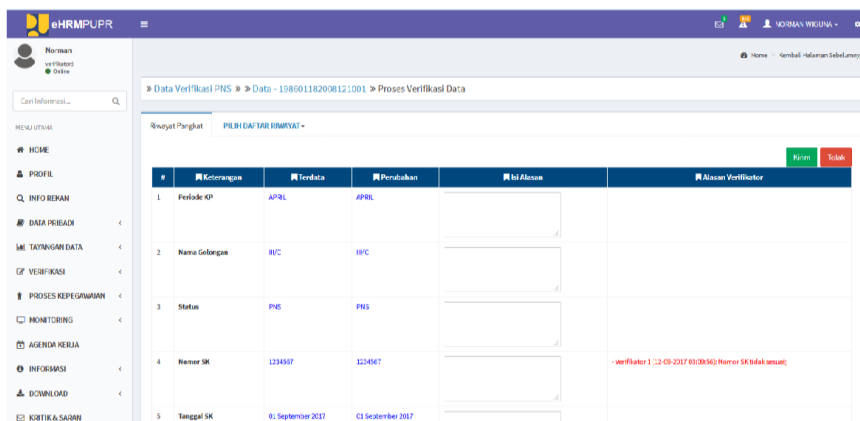 eHRMPUPR
NORMAN WIGUNA
Norman
verifikator2
Online
Home
Kembali Halaman Sebelumnya
» Data Verifikasi PNS » » Data - 198601182008121001 » Proses Verifikasi Data
Cari Informasi...
MENU UTAMA
HOME
PROFIL
INFO REKAN
DATA PRIBADI
TAYANGAN DATA
VERIFIKASI
PROSES KEPEGAWAIAN
MONITORING
AGENDA KERJA
INFORMASI
DOWNLOAD
KRITIK & SARAN
Riwayat Pangkat PILIH DAFTAR RIWAYAT
Kirim Tolak
# Keterangan Terdata Perubahan Isi Alasan Alasan Verifikator
1 Periode KP APRIL APRIL
2 Nama Golongan III/C III/C
3 Status PNS PNS
4 Nomor SK 1234567 1234567 - verifikator 1 (12-09-2017 03:09:56): Nomor SK tidak sesuai;
5 Tanggal SK 01 September 2017 01 September 2017